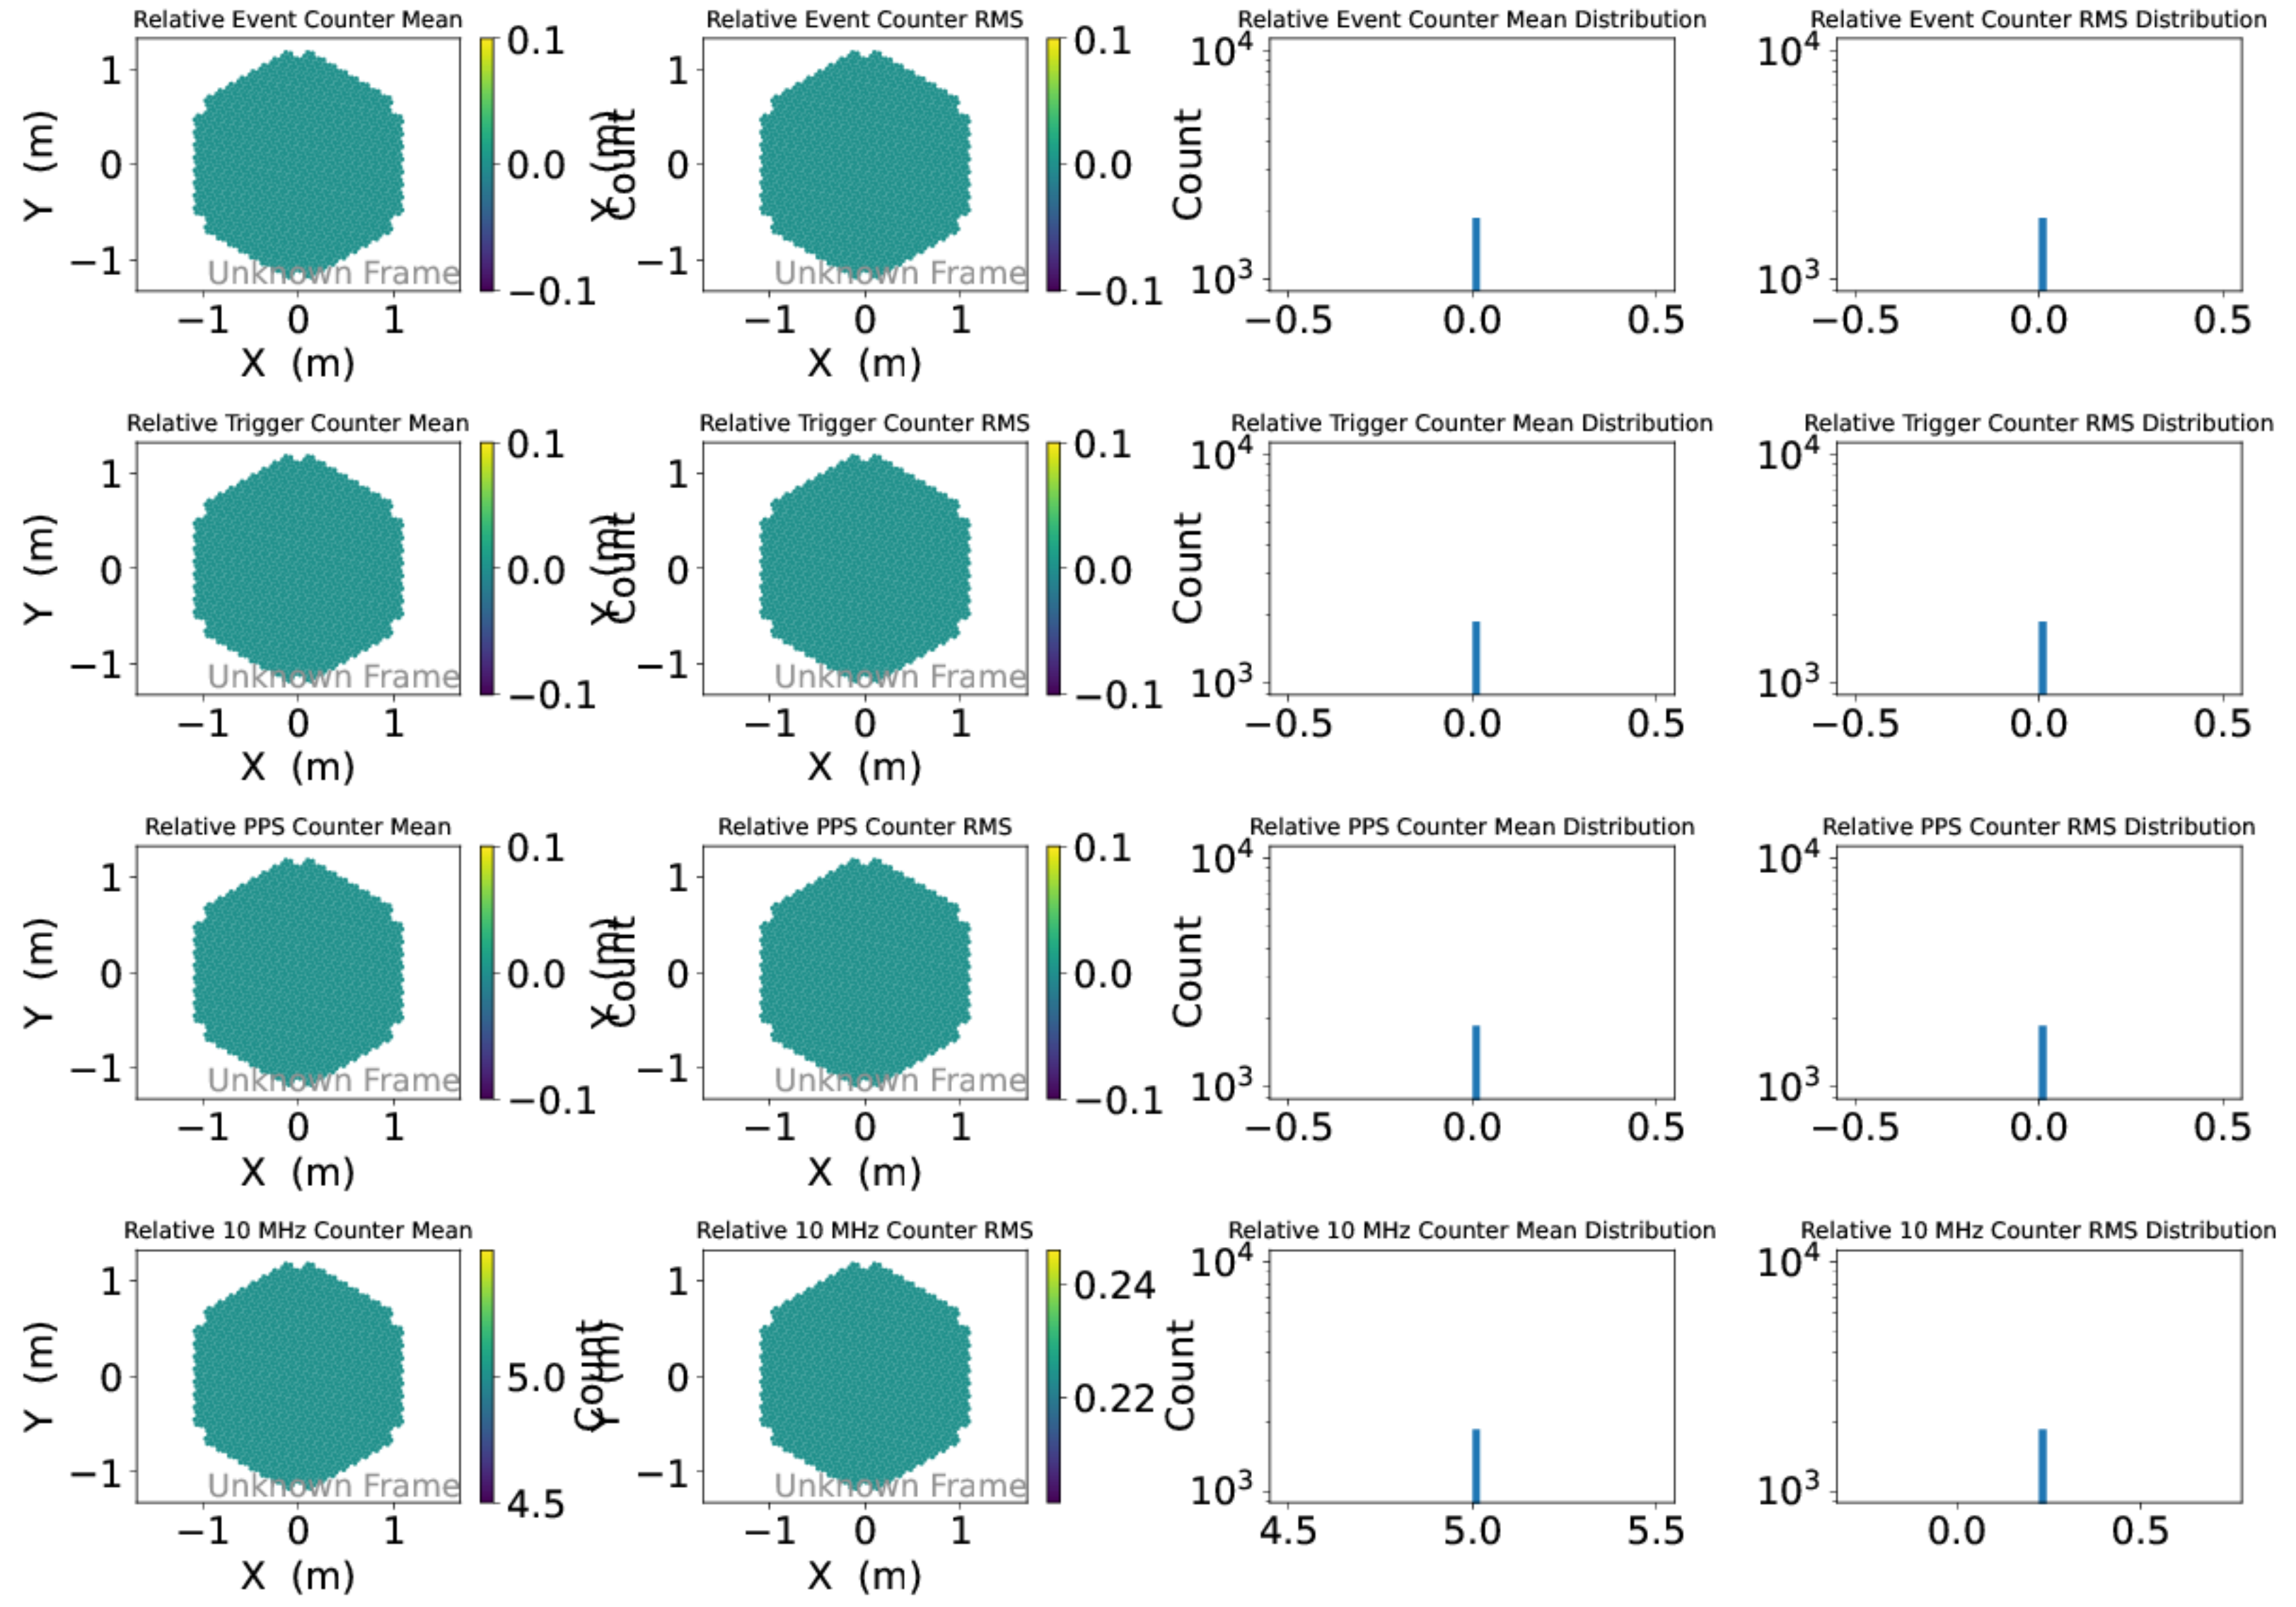 Relative Event Counter Mean
Y (m)
1
0
−1
Unknown Frame
−1 0 1
X (m)
0.1
0.0
−0.1
Count
Relative Event Counter RMS
Y (m)
1
0
−1
Unknown Frame
−1 0 1
X (m)
0.1
0.0
−0.1
Relative Event Counter Mean Distribution
Count
10⁴
10³
−0.5 0.0 0.5
Relative Event Counter RMS Distribution
10⁴
10³
−0.5 0.0 0.5
Relative Trigger Counter Mean
Y (m)
1
0
−1
Unknown Frame
−1 0 1
X (m)
0.1
0.0
−0.1
Count
Relative Trigger Counter RMS
Y (m)
1
0
−1
Unknown Frame
−1 0 1
X (m)
0.1
0.0
−0.1
Relative Trigger Counter Mean Distribution
Count
10⁴
10³
−0.5 0.0 0.5
Relative Trigger Counter RMS Distribution
10⁴
10³
−0.5 0.0 0.5
Relative PPS Counter Mean
Y (m)
1
0
−1
Unknown Frame
−1 0 1
X (m)
0.1
0.0
−0.1
Count
Relative PPS Counter RMS
Y (m)
1
0
−1
Unknown Frame
−1 0 1
X (m)
0.1
0.0
−0.1
Relative PPS Counter Mean Distribution
Count
10⁴
10³
−0.5 0.0 0.5
Relative PPS Counter RMS Distribution
10⁴
10³
−0.5 0.0 0.5
Relative 10 MHz Counter Mean
Y (m)
1
0
−1
Unknown Frame
−1 0 1
X (m)
5.0
4.5
Count
Relative 10 MHz Counter RMS
Y (m)
1
0
−1
Unknown Frame
−1 0 1
X (m)
0.24
0.22
Relative 10 MHz Counter Mean Distribution
Count
10⁴
10³
4.5 5.0 5.5
Relative 10 MHz Counter RMS Distribution
10⁴
10³
0.0 0.5